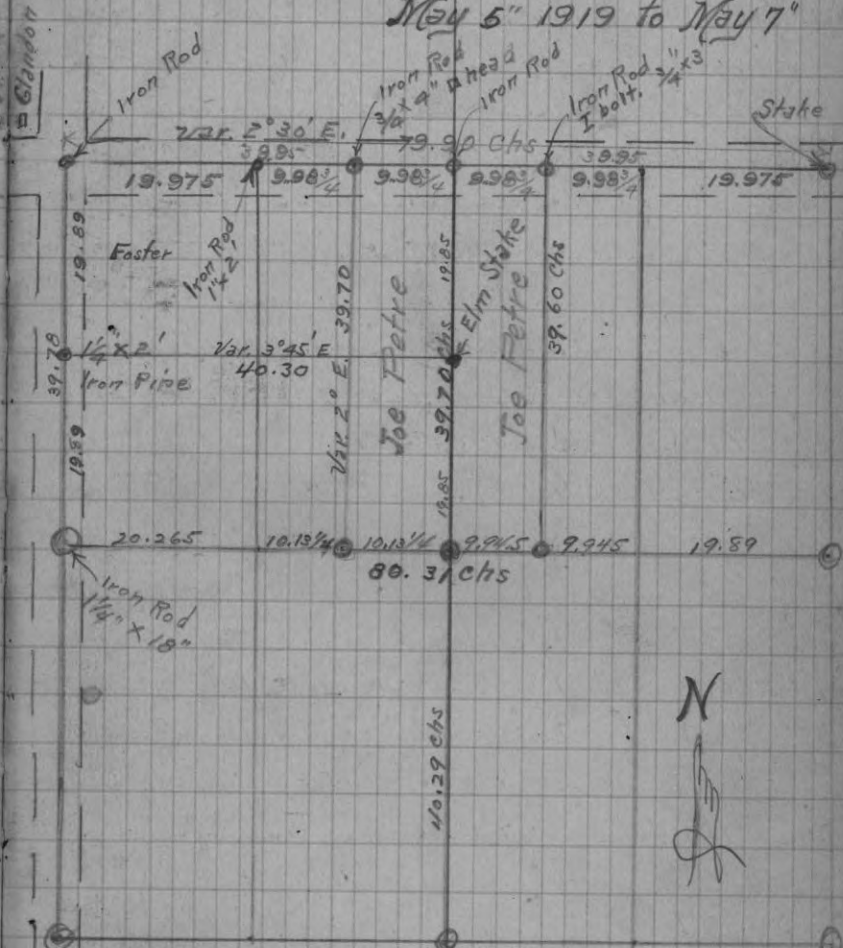 May 5" 1919 to May 7"
Glandon
Iron Rod
Iron Rod
3/4" x 4" head
Iron Rod
Iron Rod 3/4" x 3
I bolt.
Stake
Var. 2° 30' E.
79.90 Chs
39.95
39.95
19.975
9.98 3/4
9.98 3/4
9.98 3/4
9.98 3/4
19.975
19.89
Foster
Iron Rod
1" x 2'
39.70
19.85
Elm Stake
39.60 Chs
39.78
1 1/4" x 2'
Iron Pipe
Var. 3° 45' E
40.30
Var. 2° E.
Joe Petre
39.70 Chs
Joe Petre
19.89
19.85
20.265
10.13 1/4
10.13 1/4
9.945
9.945
19.89
80.31 Chs
Iron Rod
1 1/4" x 18"
40.29 Chs
N